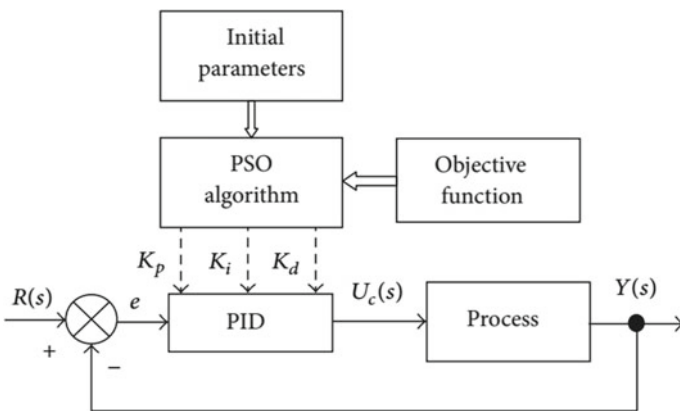 Initial
parameters
PSO
algorithm
Objective
function
K_p K_i K_d
R(s) e PID U_c(s) Process Y(s)
+
−